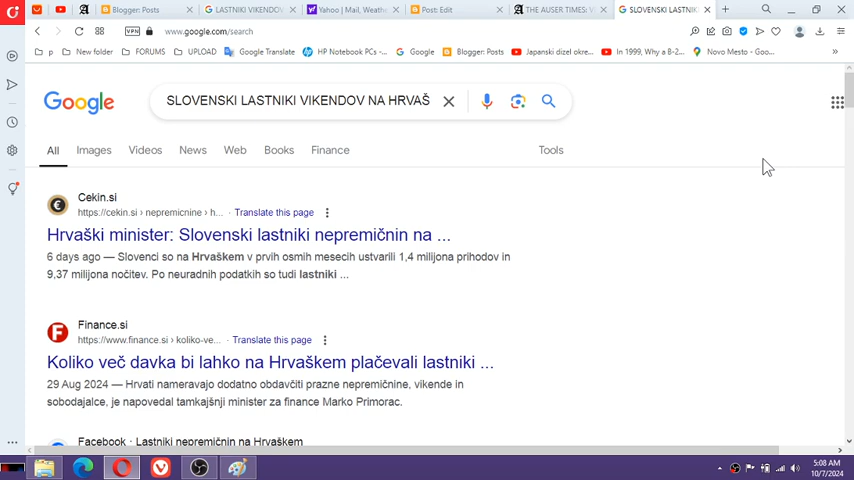 Blogger: Posts
LASTNIKI VIKENDOV
Yahoo | Mail, Weathe
Post: Edit
THE AUSER TIMES: V
SLOVENSKI LASTNIK
VPN
www.google.com/search
p
New folder
FORUMS
UPLOAD
Google Translate
HP Notebook PCs -...
Google
Blogger: Posts
Japanski dizel okre...
In 1999, Why a B-2...
Novo Mesto - Goo...
Google
SLOVENSKI LASTNIKI VIKENDOV NA HRVAŠ
All
Images
Videos
News
Web
Books
Finance
Tools
Cekin.si
https://cekin.si › nepremicnine › h...
Translate this page
Hrvaški minister: Slovenski lastniki nepremičnin na ...
6 days ago — Slovenci so na Hrvaškem v prvih osmih mesecih ustvarili 1,4 milijona prihodov in
9,37 milijona nočitev. Po neuradnih podatkih so tudi lastniki ...
Finance.si
https://www.finance.si › koliko-ve...
Translate this page
Koliko več davka bi lahko na Hrvaškem plačevali lastniki ...
29 Aug 2024 — Hrvati nameravajo dodatno obdavčiti prazne nepremičnine, vikende in
sobodajalce, je napovedal tamkajšnji minister za finance Marko Primorac.
Facebook · Lastniki nepremičnin na Hrvaškem
5:08 AM
10/7/2024